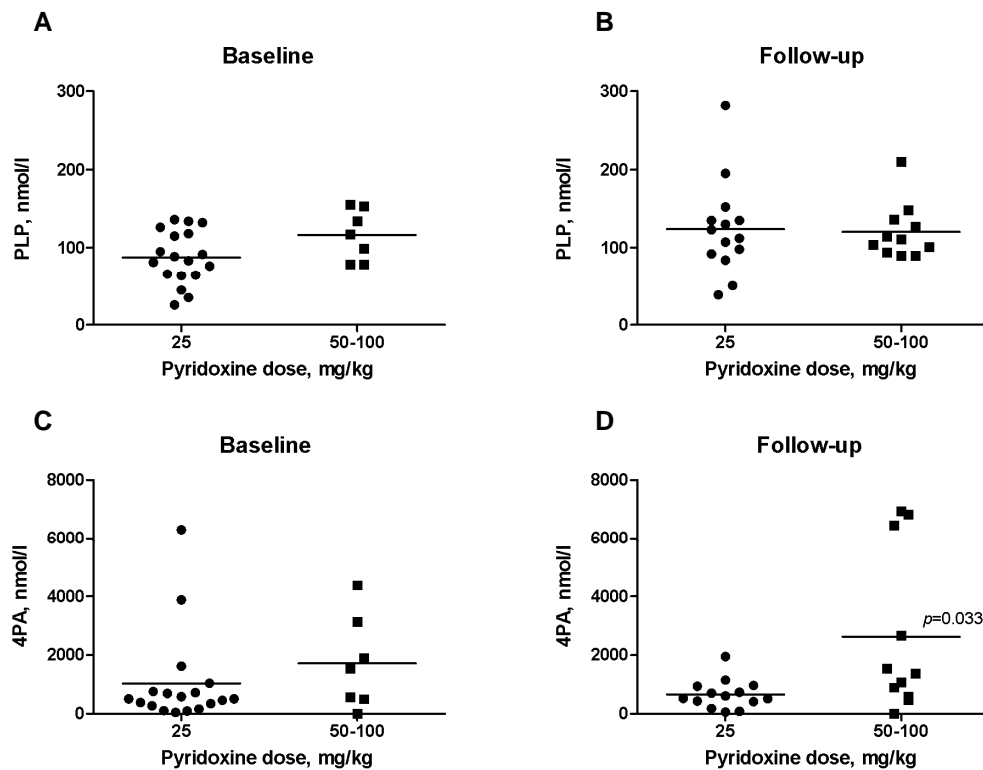 A
Baseline
300
200
100
0
PLP, nmol/l
25
50-100
Pyridoxine dose, mg/kg
B
Follow-up
300
200
100
0
PLP, nmol/l
25
50-100
Pyridoxine dose, mg/kg
C
Baseline
8000
6000
4000
2000
0
4PA, nmol/l
25
50-100
Pyridoxine dose, mg/kg
D
Follow-up
8000
6000
4000
2000
0
4PA, nmol/l
p=0.033
25
50-100
Pyridoxine dose, mg/kg